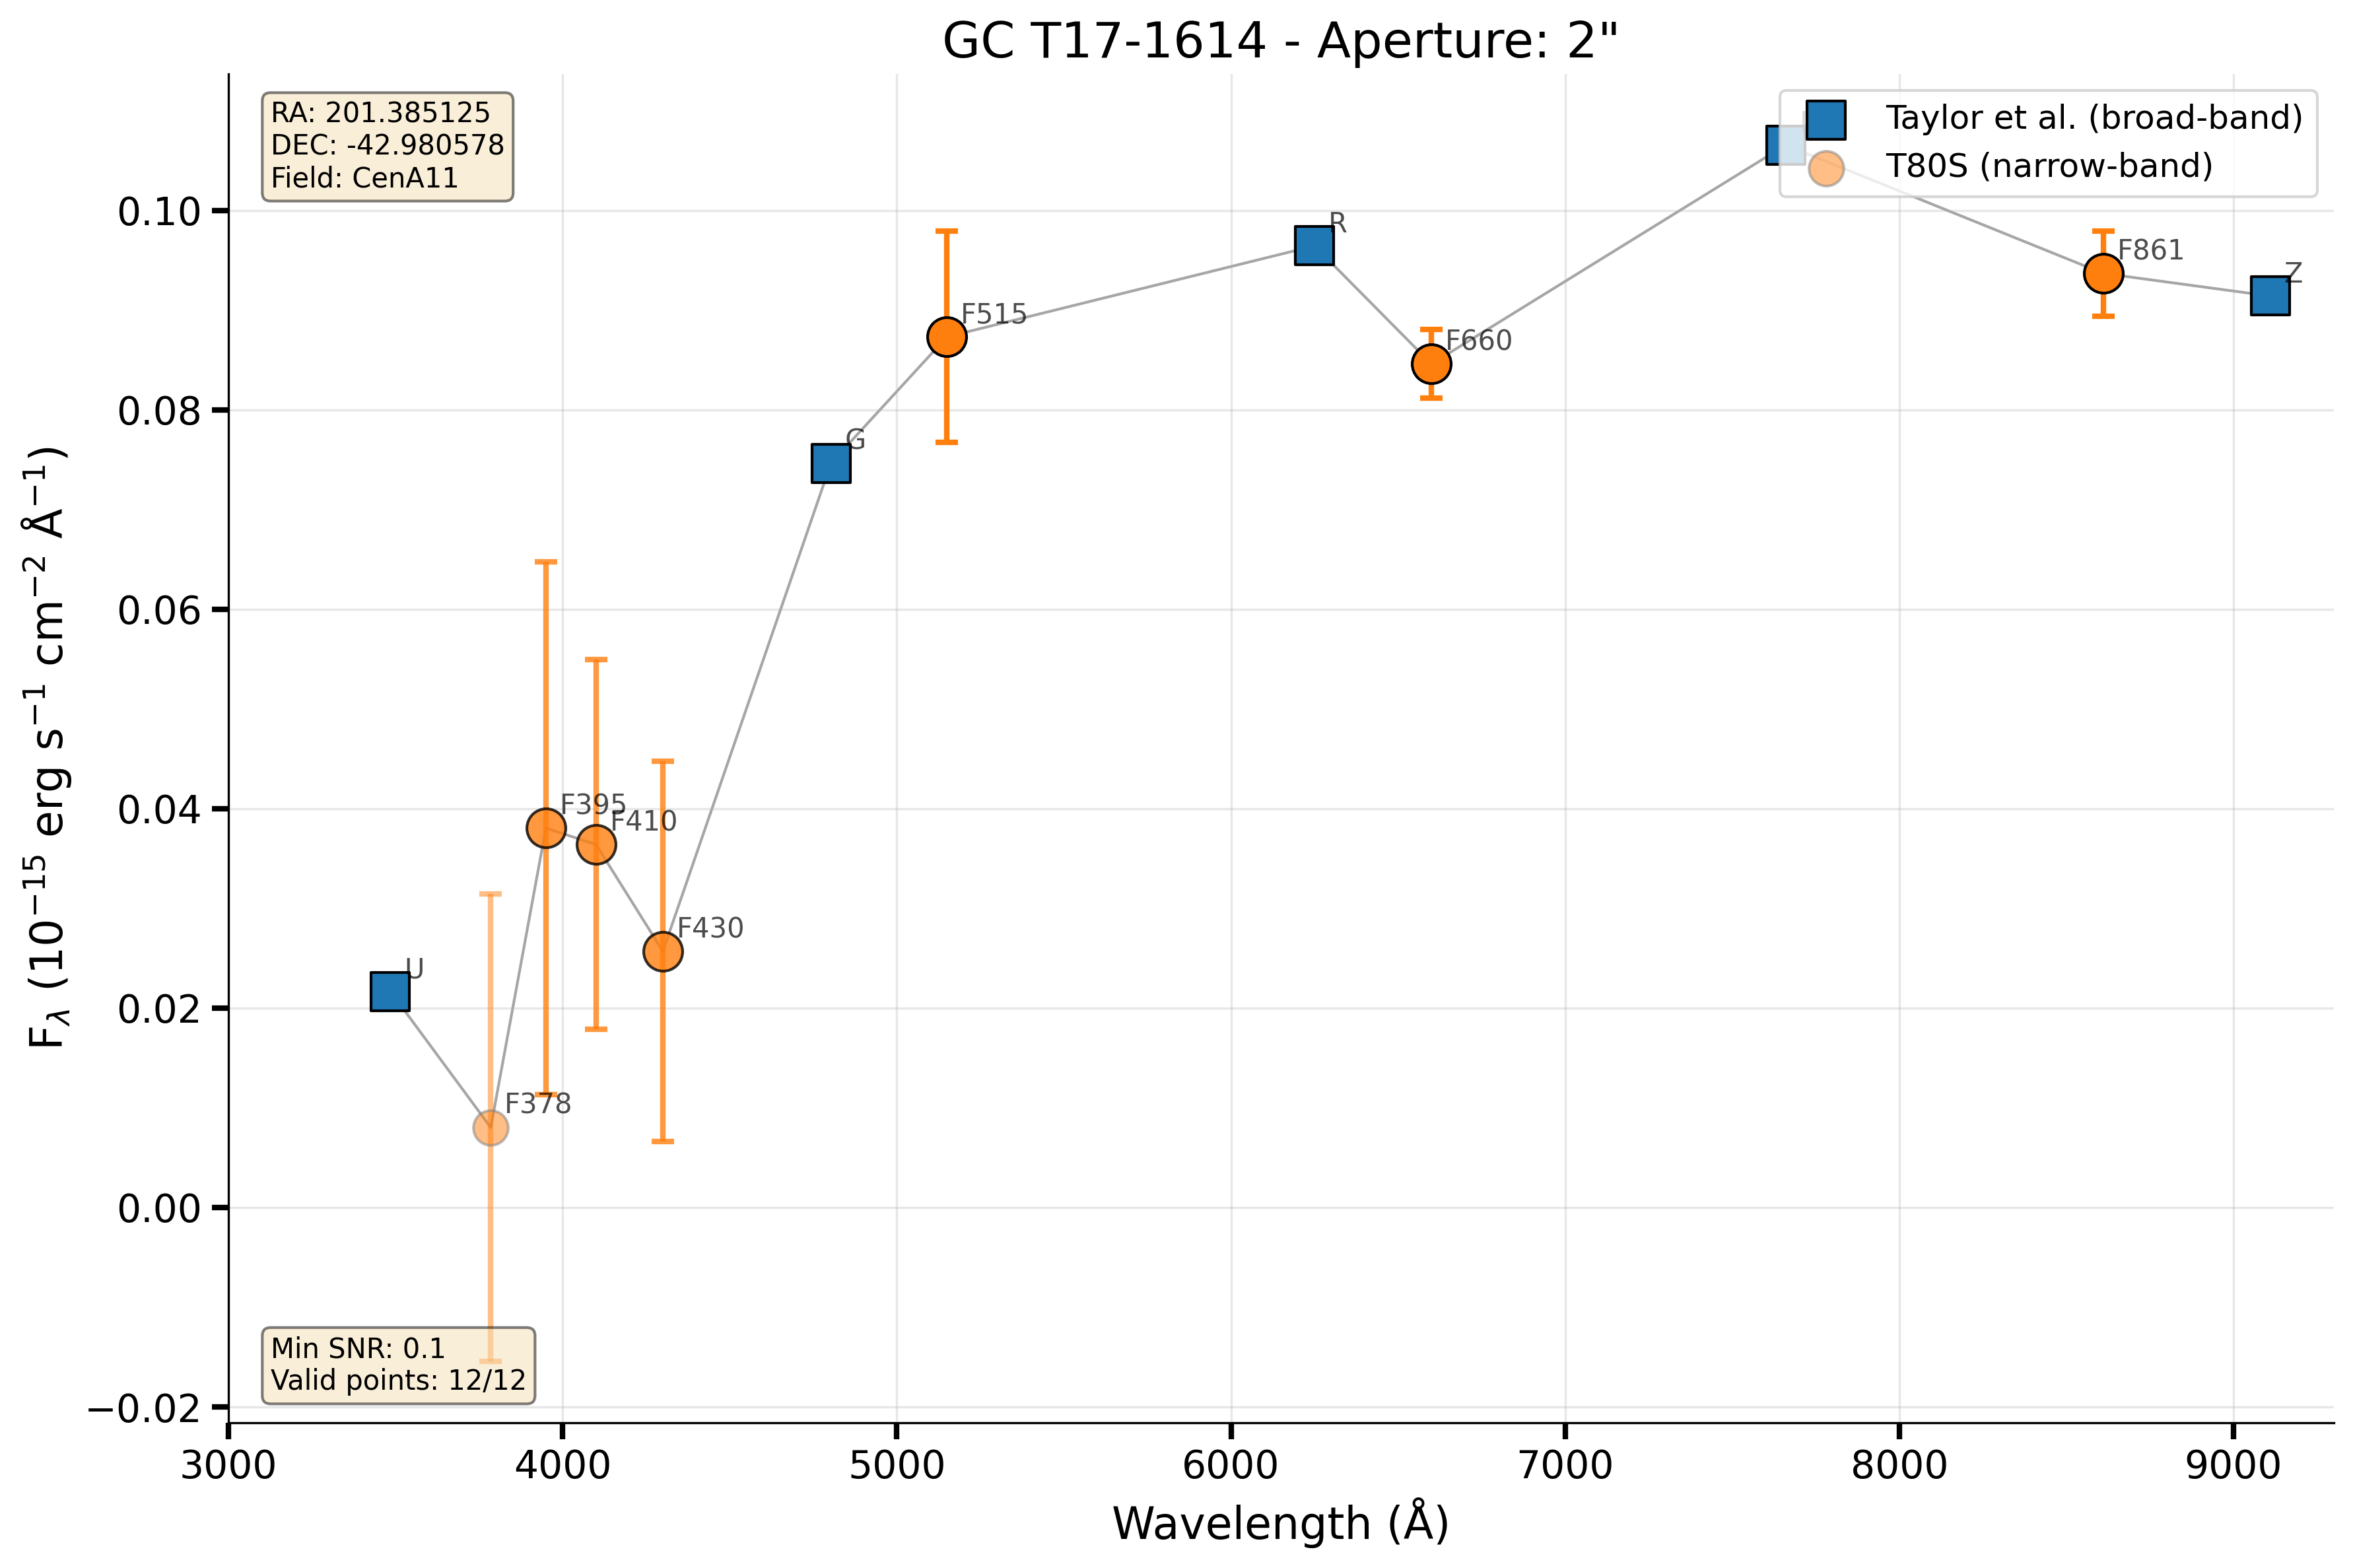 GC T17-1614 - Aperture: 2"
RA: 201.385125
DEC: -42.980578
Field: CenA11
Taylor et al. (broad-band)
T80S (narrow-band)
R
F861
Z
F515
F660
G
F395
F410
F430
U
F378
Min SNR: 0.1
Valid points: 12/12
0.10
0.08
0.06
0.04
0.02
0.00
−0.02
3000
4000
5000
6000
7000
8000
9000
Wavelength (Å)
F_λ (10⁻¹⁵ erg s⁻¹ cm⁻² Å⁻¹)